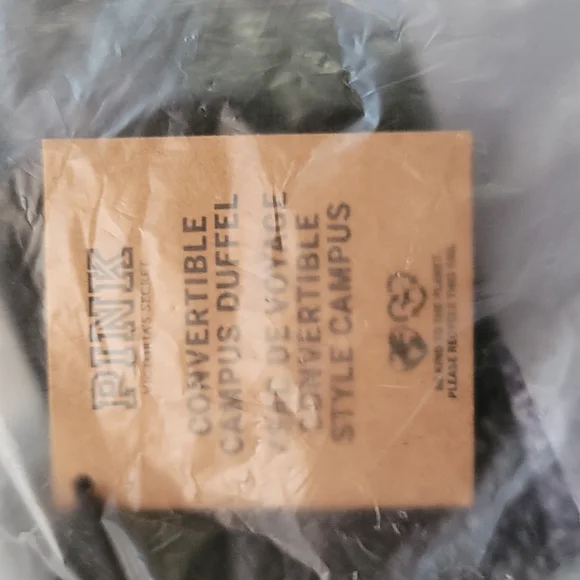 PINK
VICTORIA'S SECRET
CONVERTIBLE
CAMPUS DUFFEL
DE VOYAGE
CONVERTIBLE
STYLE CAMPUS
BE KIND TO THE PLANET.
PLEASE RECYCLE THIS TAG.